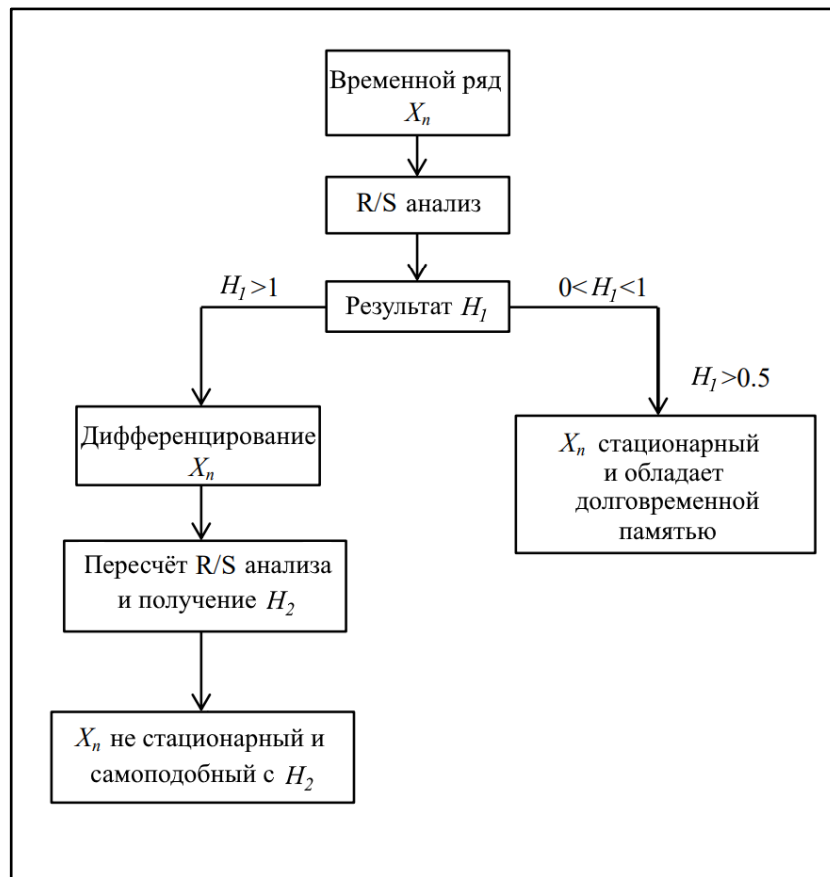 Временной ряд
Xₙ
R/S анализ
H₁>1
0<H₁<1
Результат H₁
H₁>0.5
Дифференцирование
Xₙ
Xₙ стационарный
и обладает
долговременной
памятью
Пересчёт R/S анализа
и получение H₂
Xₙ не стационарный и
самоподобный с H₂